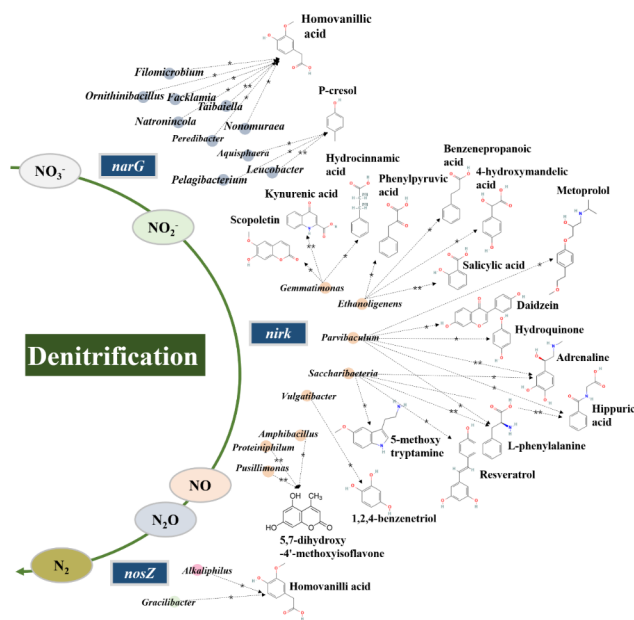 Homovanillic
acid
Filomicrobium
Ornithinibacillus
Facklamia
Taibaiella
Natronincola
Nonomuraea
Peredibacter
P-cresol
Aquisphaera
Leucobacter
Pelagibacterium
NO3-
narG
NO2-
Denitrification
Hydrocinnamic
acid
Kynurenic acid
Scopoletin
Phenylpyruvic
acid
Benzenepropanoic
acid
4-hydroxymandelic
acid
Metoprolol
Gemmatimonas
Ethanoligenens
Salicylic acid
Daidzein
nirk
Parvibaculum
Hydroquinone
Adrenaline
Saccharibacteria
Hippuric
acid
Vulgatibacter
L-phenylalanine
5-methoxy
tryptamine
Resveratrol
Amphibacillus
Proteiniphilum
Pusillimonas
1,2,4-benzenetriol
OH
CH3
HO
O
O
5,7-dihydroxy
-4'-methoxyisoflavone
NO
N2O
N2
nosZ
Alkaliphilus
Gracilibacter
Homovanilli acid